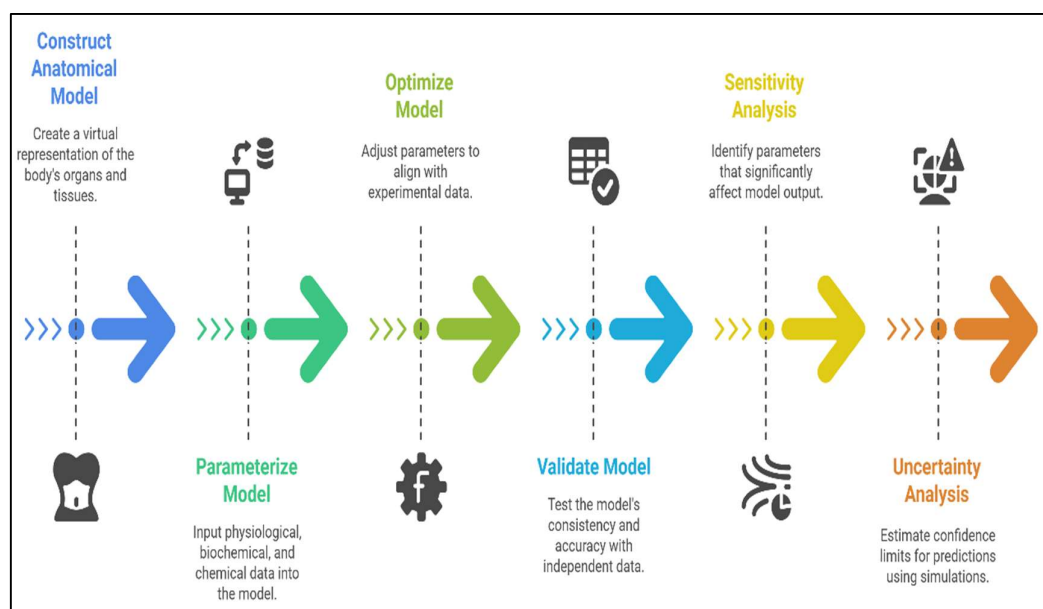 Construct
Anatomical
Model
Create a virtual
representation of the
body's organs and
tissues.
Parameterize
Model
Input physiological,
biochemical, and
chemical data into
the model.
Optimize
Model
Adjust parameters to
align with
experimental data.
f
Validate Model
Test the model's
consistency and
accuracy with
independent data.
Sensitivity
Analysis
Identify parameters
that significantly
affect model output.
Uncertainty
Analysis
Estimate confidence
limits for predictions
using simulations.